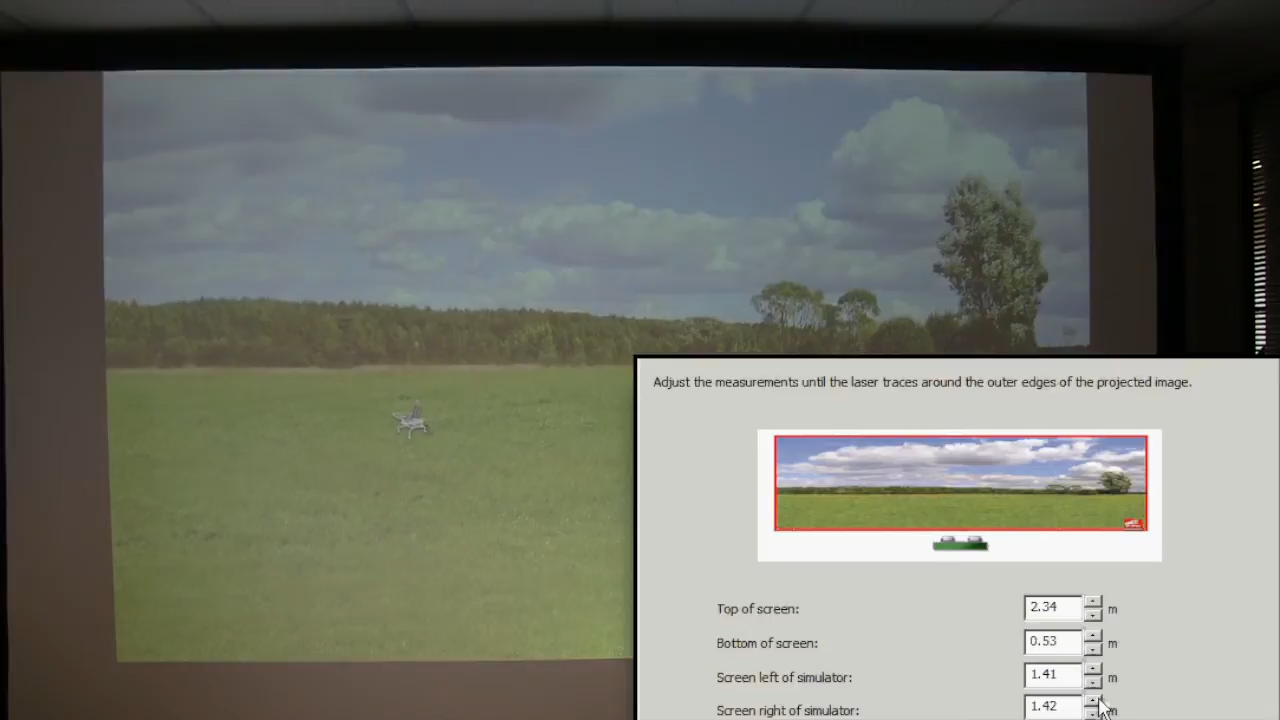 Adjust the measurements until the laser traces around the outer edges of the projected image.
Top of screen: 2.34 m
Bottom of screen: 0.53 m
Screen left of simulator: 1.41 m
Screen right of simulator: 1.42 m